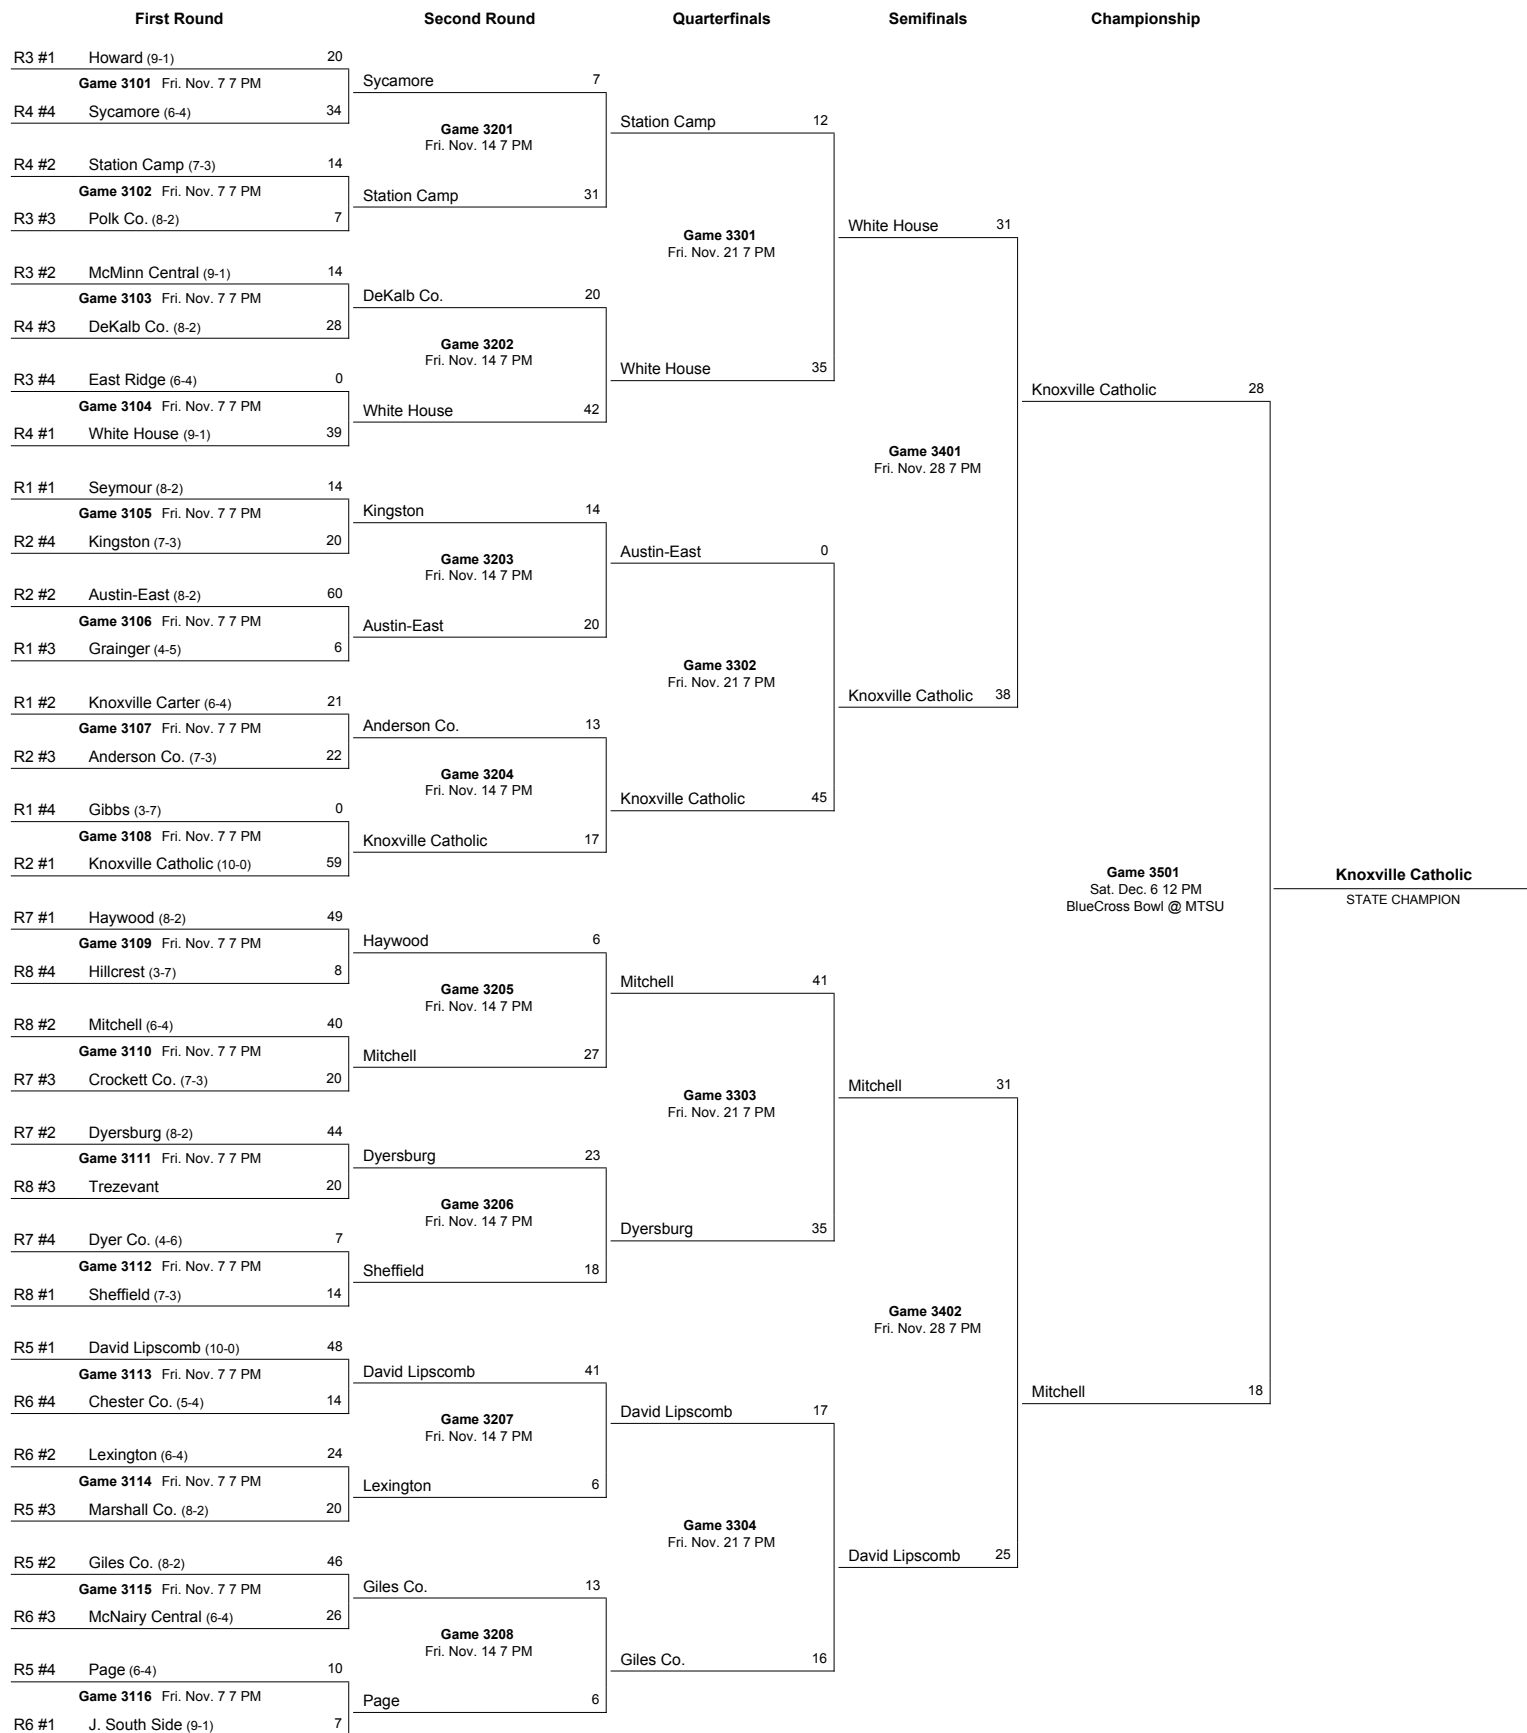 First Round Second Round Quarterfinals Semifinals Championship
R3 #1 Howard (9-1) 20
Game 3101 Fri. Nov. 7 7 PM
R4 #4 Sycamore (6-4) 34
R4 #2 Station Camp (7-3) 14
Game 3102 Fri. Nov. 7 7 PM
R3 #3 Polk Co. (8-2) 7
R3 #2 McMinn Central (9-1) 14
Game 3103 Fri. Nov. 7 7 PM
R4 #3 DeKalb Co. (8-2) 28
R3 #4 East Ridge (6-4) 0
Game 3104 Fri. Nov. 7 7 PM
R4 #1 White House (9-1) 39
R1 #1 Seymour (8-2) 14
Game 3105 Fri. Nov. 7 7 PM
R2 #4 Kingston (7-3) 20
R2 #2 Austin-East (8-2) 60
Game 3106 Fri. Nov. 7 7 PM
R1 #3 Grainger (4-5) 6
R1 #2 Knoxville Carter (6-4) 21
Game 3107 Fri. Nov. 7 7 PM
R2 #3 Anderson Co. (7-3) 22
R1 #4 Gibbs (3-7) 0
Game 3108 Fri. Nov. 7 7 PM
R2 #1 Knoxville Catholic (10-0) 59
R7 #1 Haywood (8-2) 49
Game 3109 Fri. Nov. 7 7 PM
R8 #4 Hillcrest (3-7) 8
R8 #2 Mitchell (6-4) 40
Game 3110 Fri. Nov. 7 7 PM
R7 #3 Crockett Co. (7-3) 20
R7 #2 Dyersburg (8-2) 44
Game 3111 Fri. Nov. 7 7 PM
R8 #3 Trezevant 20
R7 #4 Dyer Co. (4-6) 7
Game 3112 Fri. Nov. 7 7 PM
R8 #1 Sheffield (7-3) 14
R5 #1 David Lipscomb (10-0) 48
Game 3113 Fri. Nov. 7 7 PM
R6 #4 Chester Co. (5-4) 14
R6 #2 Lexington (6-4) 24
Game 3114 Fri. Nov. 7 7 PM
R5 #3 Marshall Co. (8-2) 20
R5 #2 Giles Co. (8-2) 46
Game 3115 Fri. Nov. 7 7 PM
R6 #3 McNairy Central (6-4) 26
R5 #4 Page (6-4) 10
Game 3116 Fri. Nov. 7 7 PM
R6 #1 J. South Side (9-1) 7
Sycamore 7
Game 3201
Fri. Nov. 14 7 PM
Station Camp 31
DeKalb Co. 20
Game 3202
Fri. Nov. 14 7 PM
White House 42
Kingston 14
Game 3203
Fri. Nov. 14 7 PM
Austin-East 20
Anderson Co. 13
Game 3204
Fri. Nov. 14 7 PM
Knoxville Catholic 17
Haywood 6
Game 3205
Fri. Nov. 14 7 PM
Mitchell 27
Dyersburg 23
Game 3206
Fri. Nov. 14 7 PM
Sheffield 18
David Lipscomb 41
Game 3207
Fri. Nov. 14 7 PM
Lexington 6
Giles Co. 13
Game 3208
Fri. Nov. 14 7 PM
Page 6
Station Camp 12
Game 3301
Fri. Nov. 21 7 PM
White House 35
Austin-East 0
Game 3302
Fri. Nov. 21 7 PM
Knoxville Catholic 45
Mitchell 41
Game 3303
Fri. Nov. 21 7 PM
Dyersburg 35
David Lipscomb 17
Game 3304
Fri. Nov. 21 7 PM
Giles Co. 16
White House 31
Game 3401
Fri. Nov. 28 7 PM
Knoxville Catholic 38
Mitchell 31
Game 3402
Fri. Nov. 28 7 PM
David Lipscomb 25
Knoxville Catholic 28
Game 3501
Sat. Dec. 6 12 PM
BlueCross Bowl @ MTSU
Mitchell 18
Knoxville Catholic
STATE CHAMPION